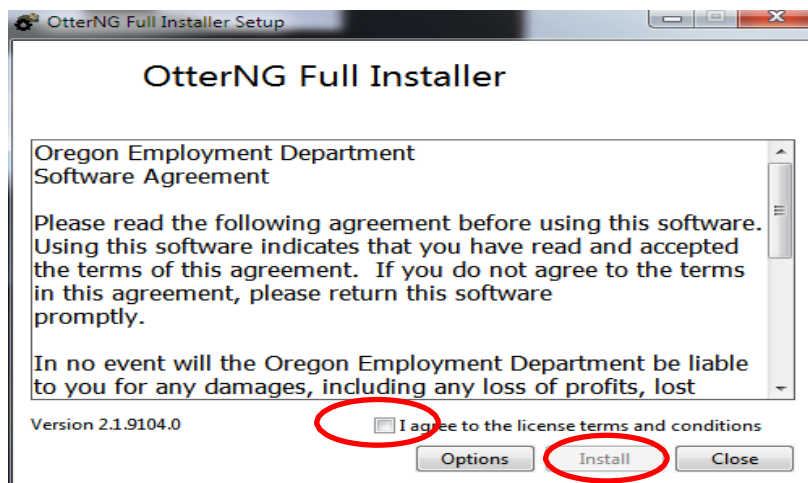 OtterNG Full Installer Setup
OtterNG Full Installer
Oregon Employment Department
Software Agreement
Please read the following agreement before using this software.
Using this software indicates that you have read and accepted
the terms of this agreement.  If you do not agree to the terms
in this agreement, please return this software
promptly.
In no event will the Oregon Employment Department be liable
to you for any damages, including any loss of profits, lost
Version 2.1.9104.0
I agree to the license terms and conditions
Options
Install
Close